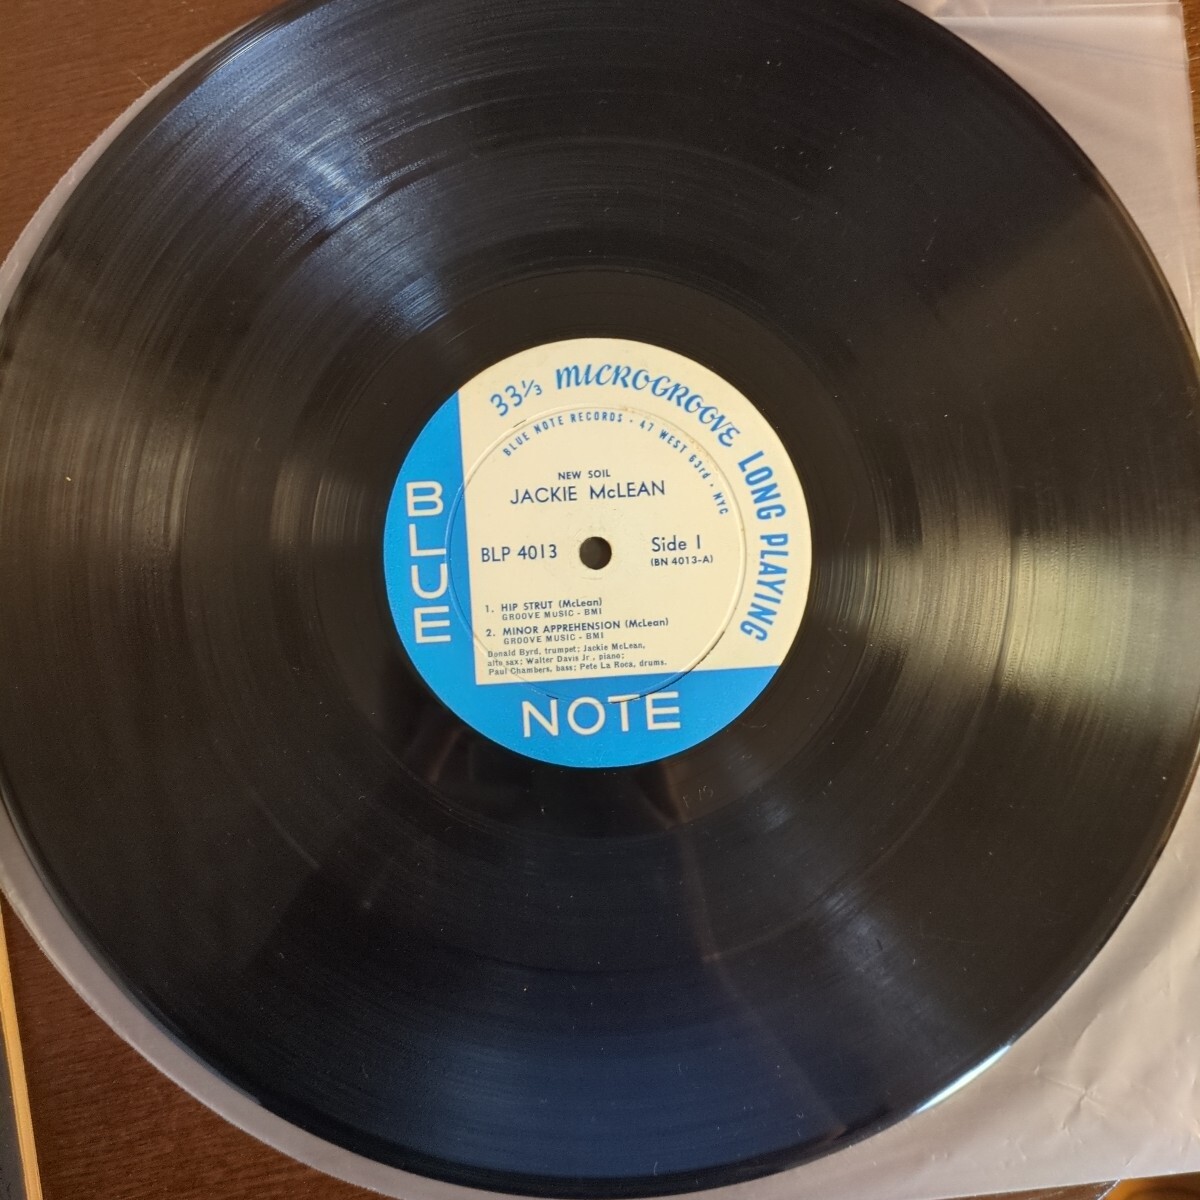 33⅓ MICROGROOVE LONG PLAYING
BLUE NOTE RECORDS · 47 WEST 63rd · NYC
NEW SOIL
JACKIE McLEAN
BLP 4013
Side 1
(BN 4013-A)
1. HIP STRUT (McLean)
GROOVE MUSIC - BMI
2. MINOR APPREHENSION (McLean)
GROOVE MUSIC - BMI
Donald Byrd, trumpet; Jackie McLean,
alto sax; Walter Davis Jr., piano;
Paul Chambers, bass; Pete La Roca, drums.
BLUE
NOTE